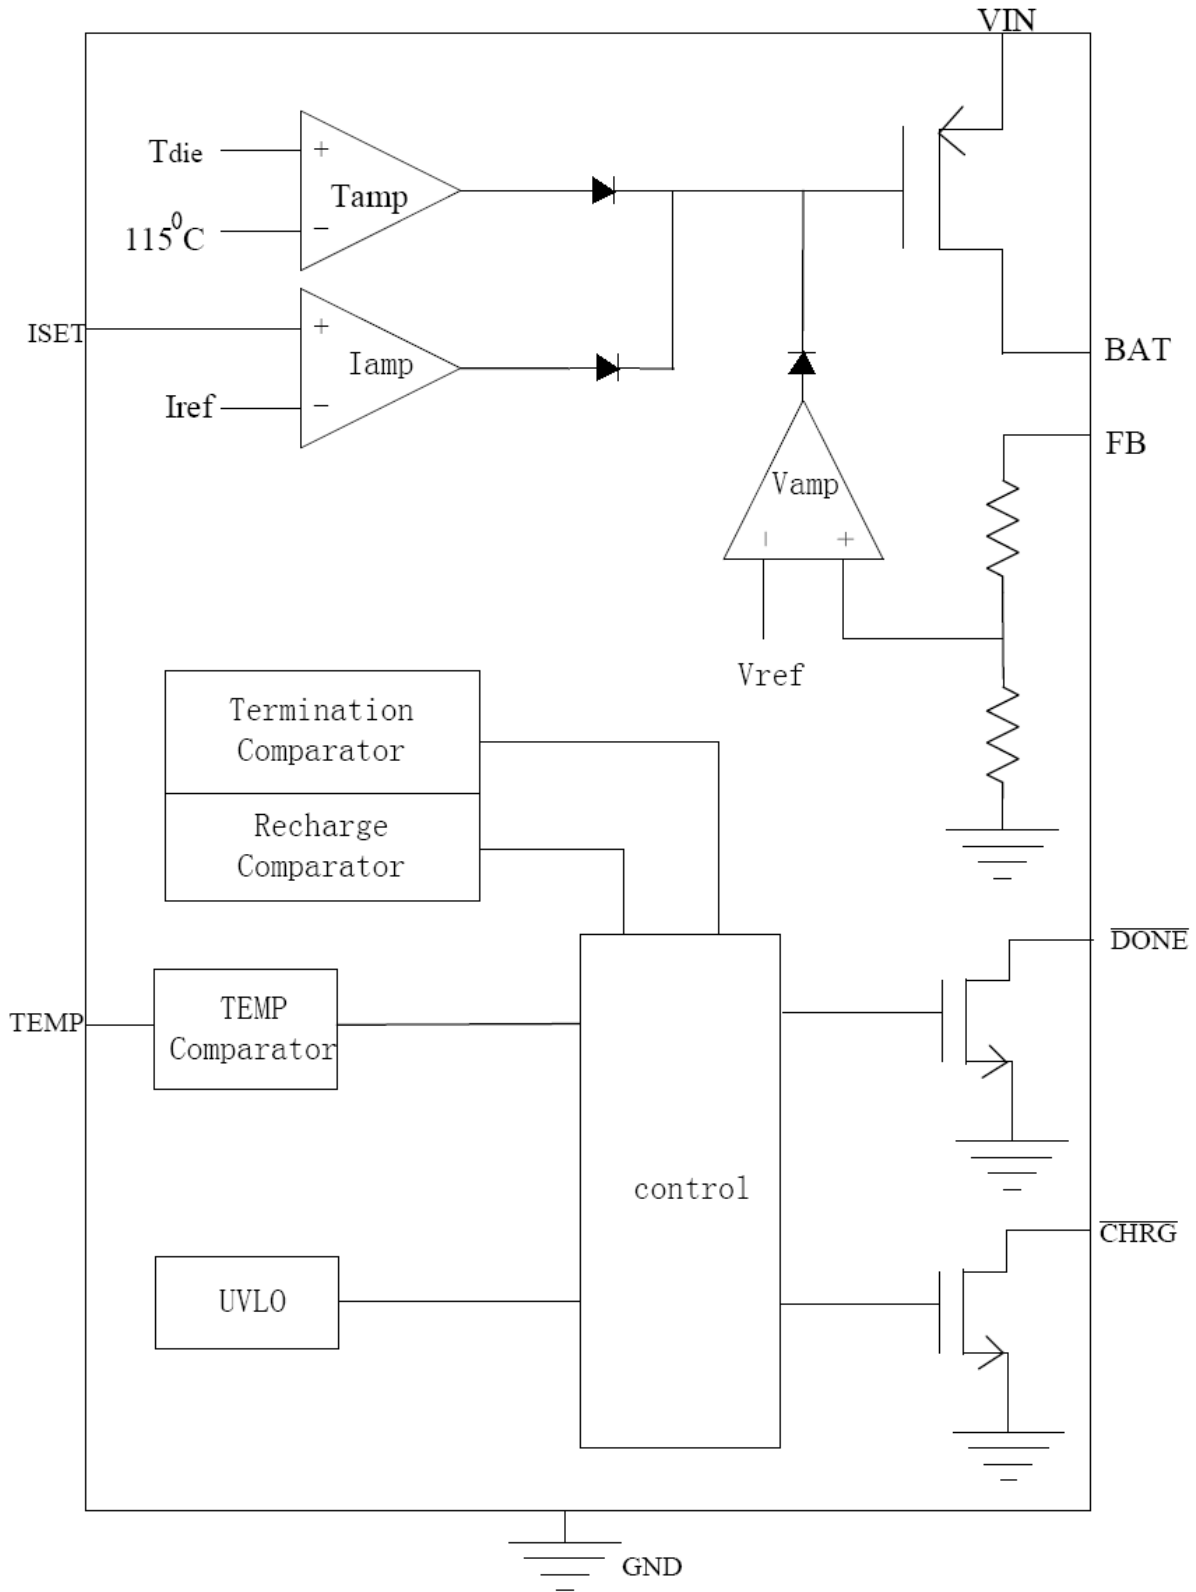 VIN
Tdie
+
Tamp
115⁰C
−
ISET
+
Iamp
Iref
−
BAT
FB
Vamp
−
+
Vref
Termination
Comparator
Recharge
Comparator
DONE
TEMP
TEMP
Comparator
control
CHRG
UVLO
GND